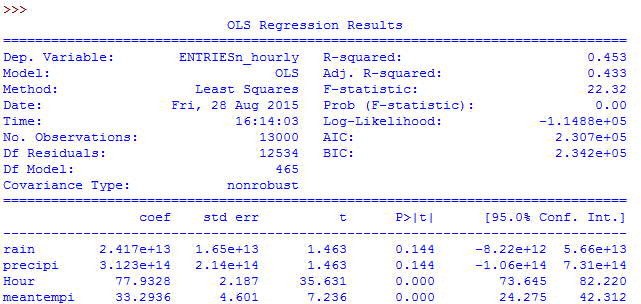 >>>
OLS Regression Results
==============================================================================
Dep. Variable: ENTRIESn_hourly R-squared: 0.453
Model: OLS Adj. R-squared: 0.433
Method: Least Squares F-statistic: 22.32
Date: Fri, 28 Aug 2015 Prob (F-statistic): 0.00
Time: 16:14:03 Log-Likelihood: -1.1488e+05
No. Observations: 13000 AIC: 2.307e+05
Df Residuals: 12534 BIC: 2.342e+05
Df Model: 465
Covariance Type: nonrobust
==============================================================================
coef std err t P>|t| [95.0% Conf. Int.]
------------------------------------------------------------------------------
rain 2.417e+13 1.65e+13 1.463 0.144 -8.22e+12 5.66e+13
precipi 3.123e+14 2.14e+14 1.463 0.144 -1.06e+14 7.31e+14
Hour 77.9328 2.187 35.631 0.000 73.645 82.220
meantempi 33.2936 4.601 7.236 0.000 24.275 42.312